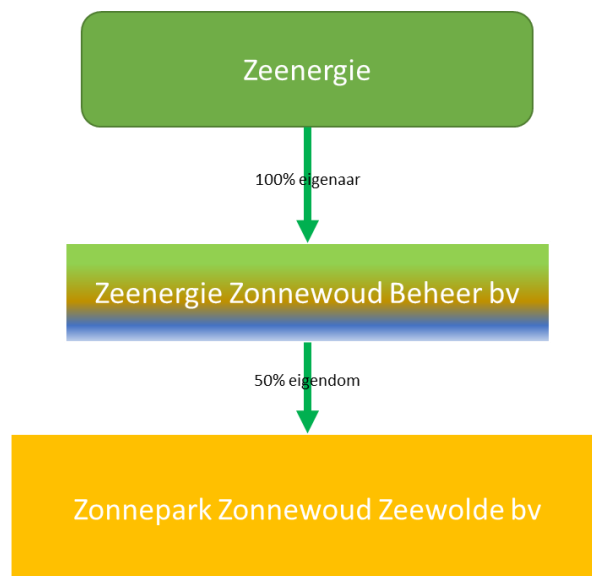 Zeenergie
100% eigenaar
Zeenergie Zonnewoud Beheer bv
50% eigendom
Zonnepark Zonnewoud Zeewolde bv